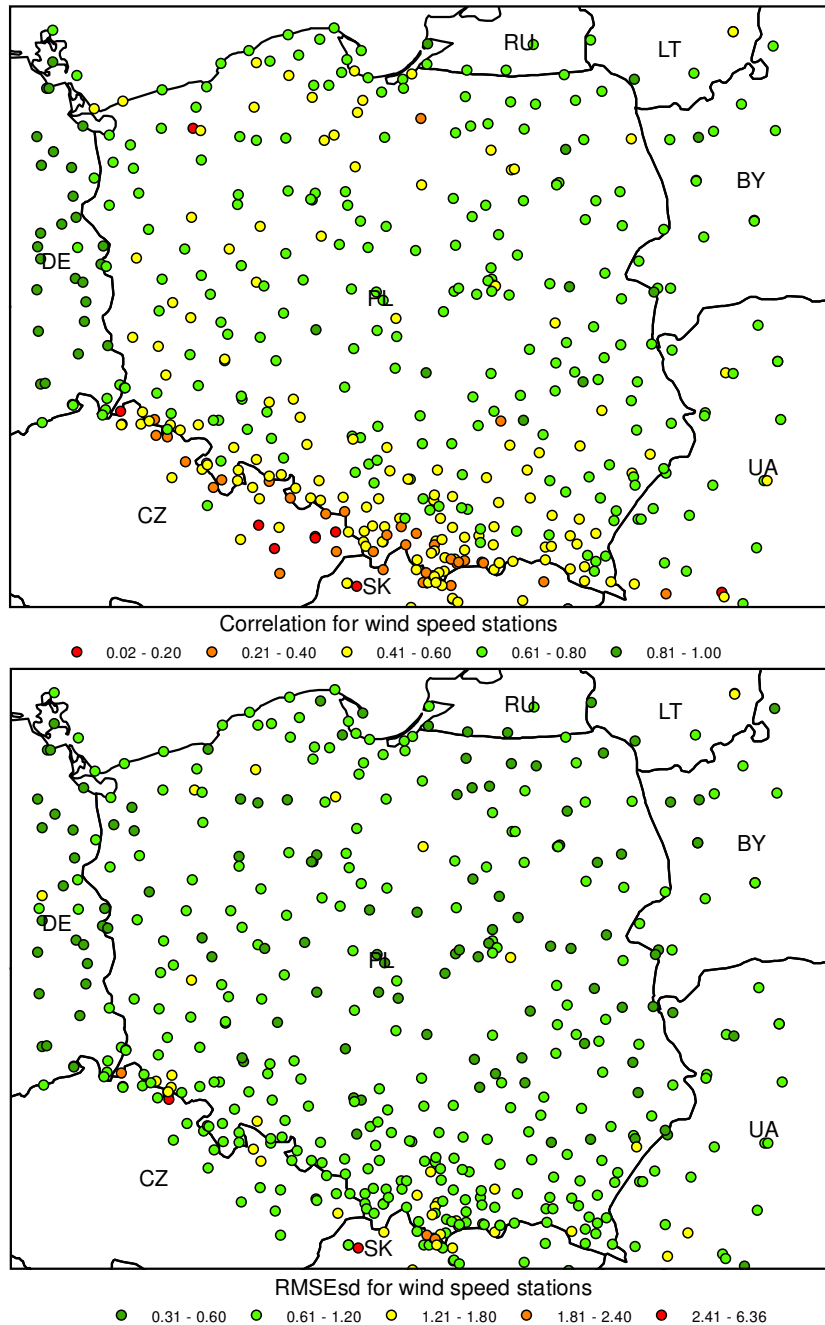 RU
LT
BY
DE
PL
UA
CZ
SK
Correlation for wind speed stations
0.02 - 0.20 0.21 - 0.40 0.41 - 0.60 0.61 - 0.80 0.81 - 1.00
RU
LT
BY
DE
PL
UA
CZ
SK
RMSEsd for wind speed stations
0.31 - 0.60 0.61 - 1.20 1.21 - 1.80 1.81 - 2.40 2.41 - 6.36